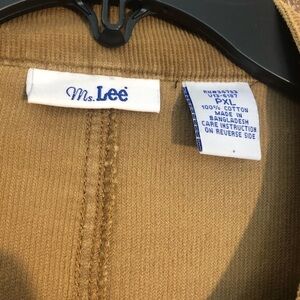 Ms. Lee
PXL
100% COTTON
MADE IN
BANGLADESH
CARE INSTRUCTION
ON REVERSE SIDE